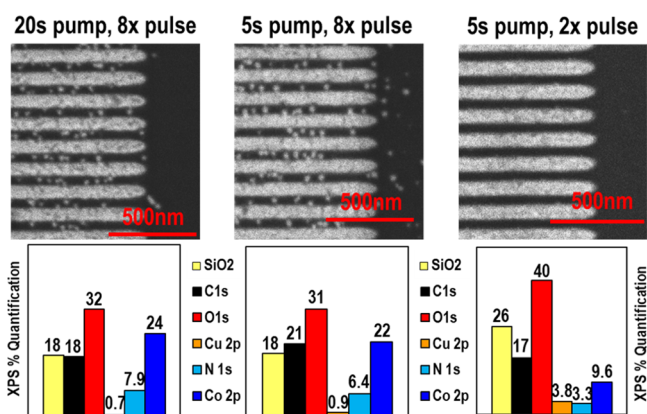 20s pump, 8x pulse
5s pump, 8x pulse
5s pump, 2x pulse
500nm
500nm
500nm
XPS % Quantification
18
18
32
0.7
7.9
24
SiO2
C1s
O1s
Cu 2p
N 1s
Co 2p
18
21
31
0.9
6.4
22
SiO2
C1s
O1s
Cu 2p
N 1s
Co 2p
26
17
40
3.8
3.3
9.6
XPS % Quantification